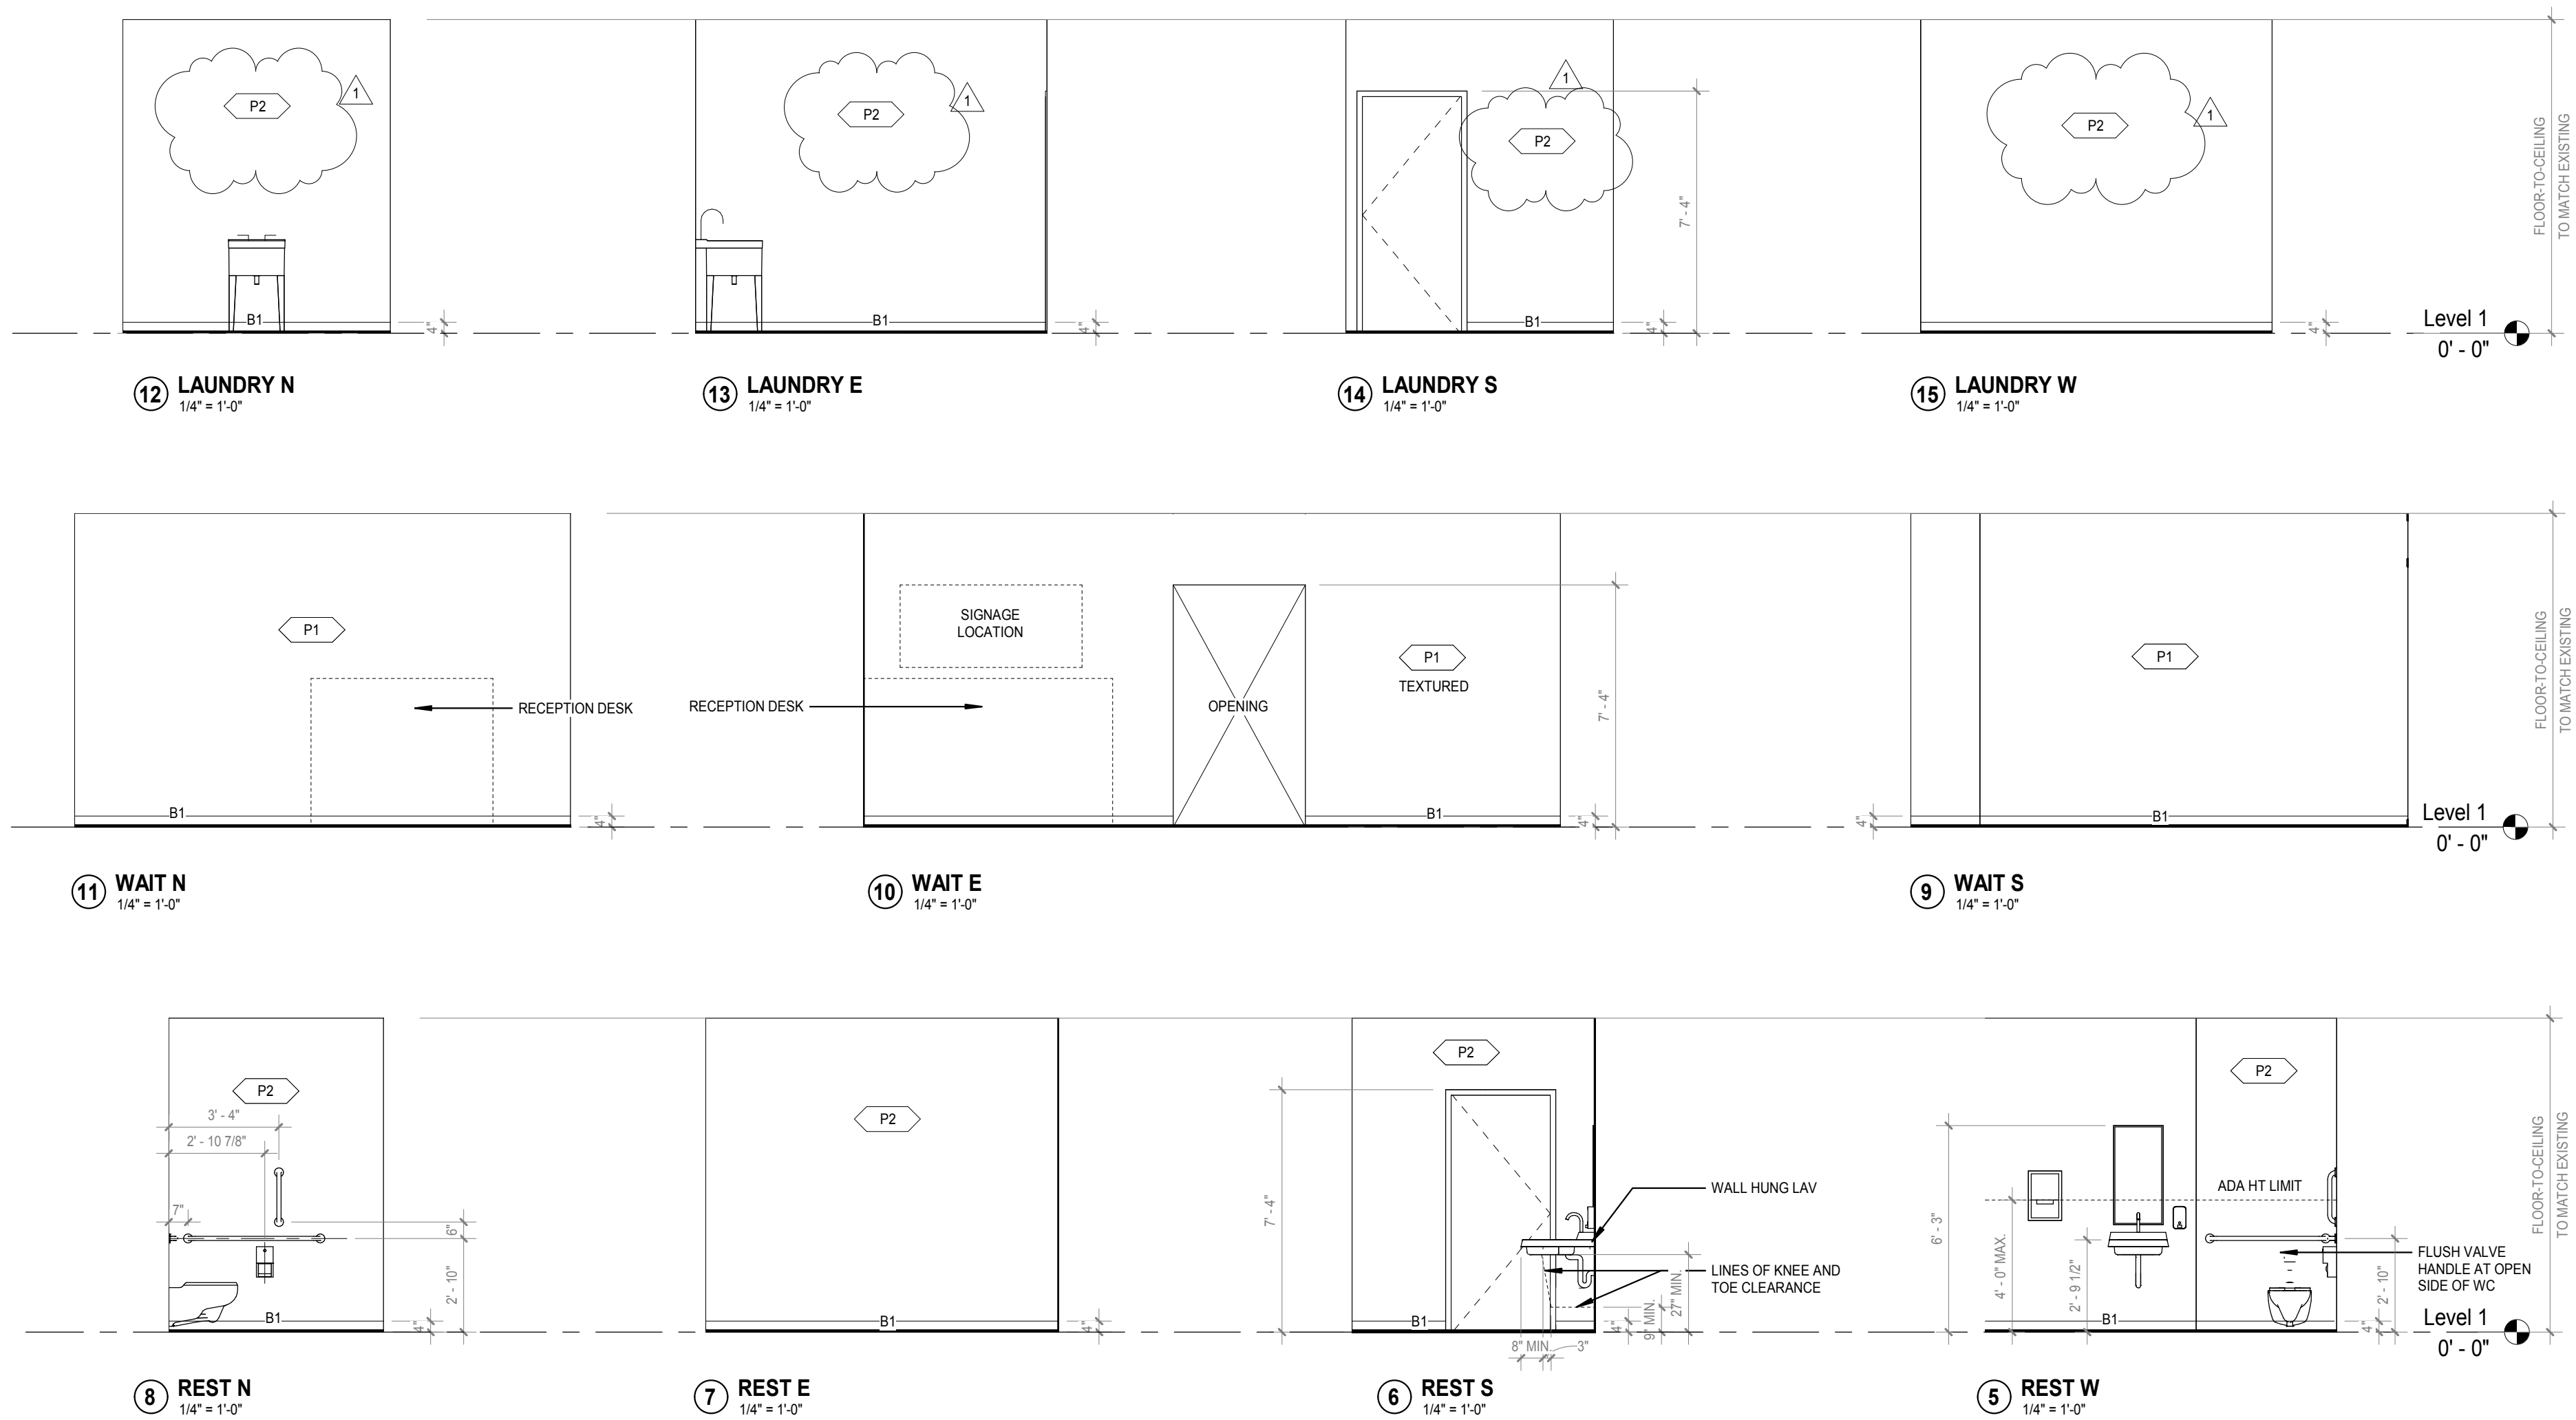 P2
1
P2
1
1
P2
P2
1
7' - 4"
FLOOR-TO-CEILING
TO MATCH EXISTING
B1
4"
B1
4"
B1
4"
4"
Level 1
0' - 0"
12 LAUNDRY N
1/4" = 1'-0"
13 LAUNDRY E
1/4" = 1'-0"
14 LAUNDRY S
1/4" = 1'-0"
15 LAUNDRY W
1/4" = 1'-0"
P1
RECEPTION DESK
B1
4"
SIGNAGE
LOCATION
RECEPTION DESK
OPENING
P1
TEXTURED
7' - 4"
B1
4"
P1
4"
B1
FLOOR-TO-CEILING
TO MATCH EXISTING
Level 1
0' - 0"
11 WAIT N
1/4" = 1'-0"
10 WAIT E
1/4" = 1'-0"
9 WAIT S
1/4" = 1'-0"
P2
3' - 4"
2' - 10 7/8"
7"
6"
2' - 10"
B1
4"
P2
B1
4"
P2
7' - 4"
WALL HUNG LAV
LINES OF KNEE AND
TOE CLEARANCE
27" MIN.
9" MIN.
4"
B1
8" MIN.
3"
P2
ADA HT LIMIT
6' - 3"
4' - 0" MAX.
2' - 9 1/2"
B1
FLUSH VALVE
HANDLE AT OPEN
SIDE OF WC
2' - 10"
4"
FLOOR-TO-CEILING
TO MATCH EXISTING
Level 1
0' - 0"
8 REST N
1/4" = 1'-0"
7 REST E
1/4" = 1'-0"
6 REST S
1/4" = 1'-0"
5 REST W
1/4" = 1'-0"